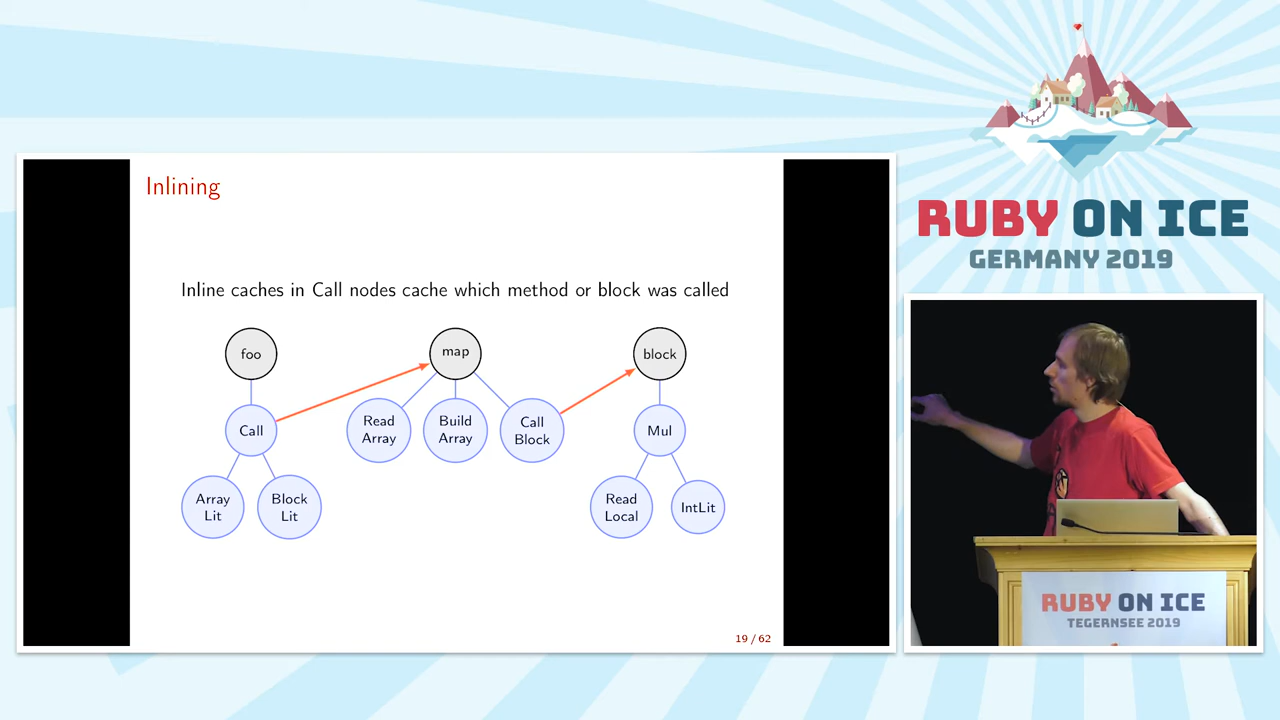 Inlining
Inline caches in Call nodes cache which method or block was called
foo
map
block
Call
Read
Array
Build
Array
Call
Block
Mul
Array
Lit
Block
Lit
Read
Local
IntLit
19 / 62
RUBY ON ICE
GERMANY 2019
RUBY ON ICE
TEGERNSEE 2019